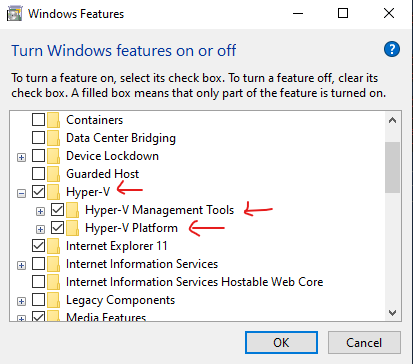 Windows Features
Turn Windows features on or off
To turn a feature on, select its check box. To turn a feature off, clear its
check box. A filled box means that only part of the feature is turned on.
Containers
Data Center Bridging
Device Lockdown
Guarded Host
Hyper-V
Hyper-V Management Tools
Hyper-V Platform
Internet Explorer 11
Internet Information Services
Internet Information Services Hostable Web Core
Legacy Components
Media Features
OK
Cancel